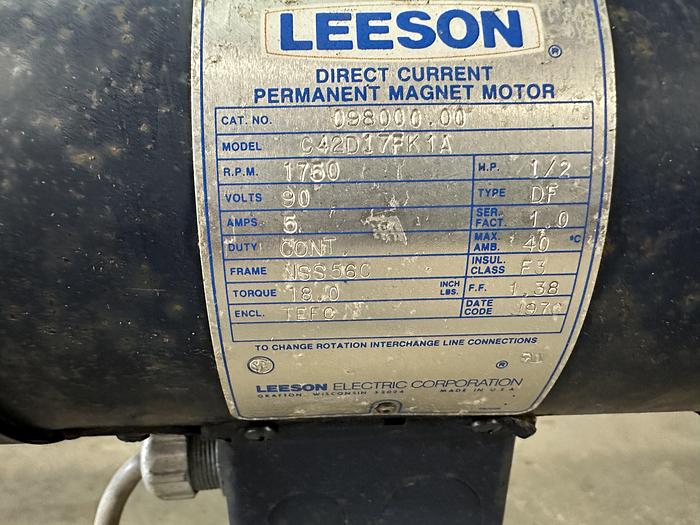 LEESON ®
DIRECT CURRENT
PERMANENT MAGNET MOTOR
CAT. NO. 098000.00
MODEL C42D17FK1A
R.P.M. 1750 H.P. 1/2
VOLTS 90 TYPE DF
AMPS 5 SER. FACT. 1.0
DUTY CONT. MAX. AMB. 40 °C
FRAME NSS56C INSUL. CLASS F3
TORQUE 18.0 INCH LBS. F.F. 1.38
ENCL. TEFC DATE CODE
TO CHANGE ROTATION INTERCHANGE LINE CONNECTIONS
®
LEESON ELECTRIC CORPORATION
GRAFTON, WISCONSIN 53024 MADE IN U.S.A.